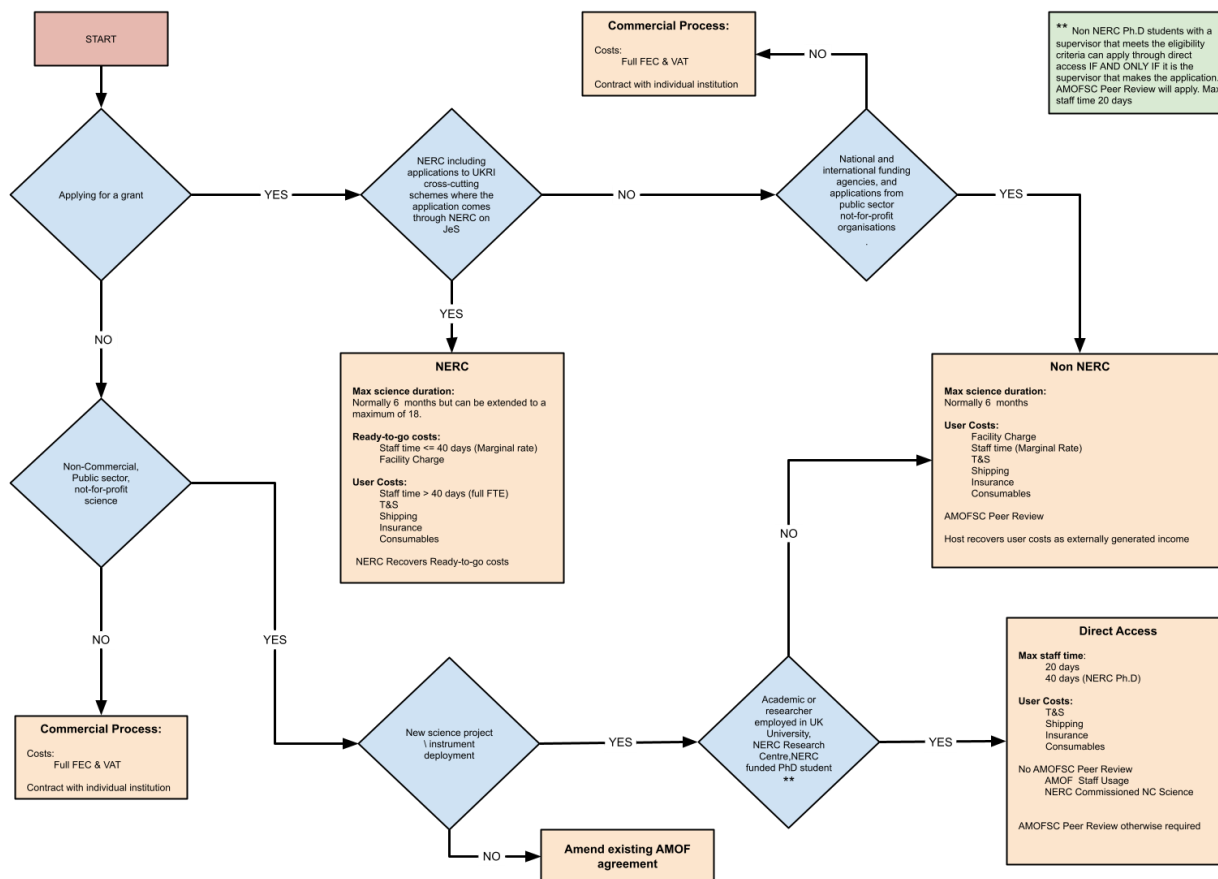 START
Commercial Process:
Costs:
Full FEC & VAT
Contract with individual institution
** Non NERC Ph.D students with a
supervisor that meets the eligibility
criteria can apply through direct
access IF AND ONLY IF it is the
supervisor that makes the application.
AMOFSC Peer Review will apply. Max
staff time 20 days
NO
Applying for a grant
YES
NERC including
applications to UKRI
cross-cutting
schemes where the
application comes
through NERC on
JeS
NO
National and
international funding
agencies, and
applications from
public sector
not-for-profit
organisations
.
YES
NO
YES
NERC
Max science duration:
Normally 6 months but can be extended to a
maximum of 18.
Ready-to-go costs:
Staff time <= 40 days (Marginal rate)
Facility Charge
User Costs:
Staff time > 40 days (full FTE)
T&S
Shipping
Insurance
Consumables
NERC Recovers Ready-to-go costs
Non NERC
Max science duration:
Normally 6 months
User Costs:
Facility Charge
Staff time (Marginal Rate)
T&S
Shipping
Insurance
Consumables
AMOFSC Peer Review
Host recovers user costs as externally generated income
Non-Commercial,
Public sector,
not-for-profit
science
NO
YES
NO
Commercial Process:
Costs:
Full FEC & VAT
Contract with individual institution
New science project
\ instrument
deployment
YES
Academic or
researcher
employed in UK
University,
NERC Research
Centre,NERC
funded PhD student
**
YES
Direct Access
Max staff time:
20 days
40 days (NERC Ph.D)
User Costs:
T&S
Shipping
Insurance
Consumables
No AMOFSC Peer Review
AMOF Staff Usage
NERC Commissioned NC Science
AMOFSC Peer Review otherwise required
NO
Amend existing AMOF
agreement